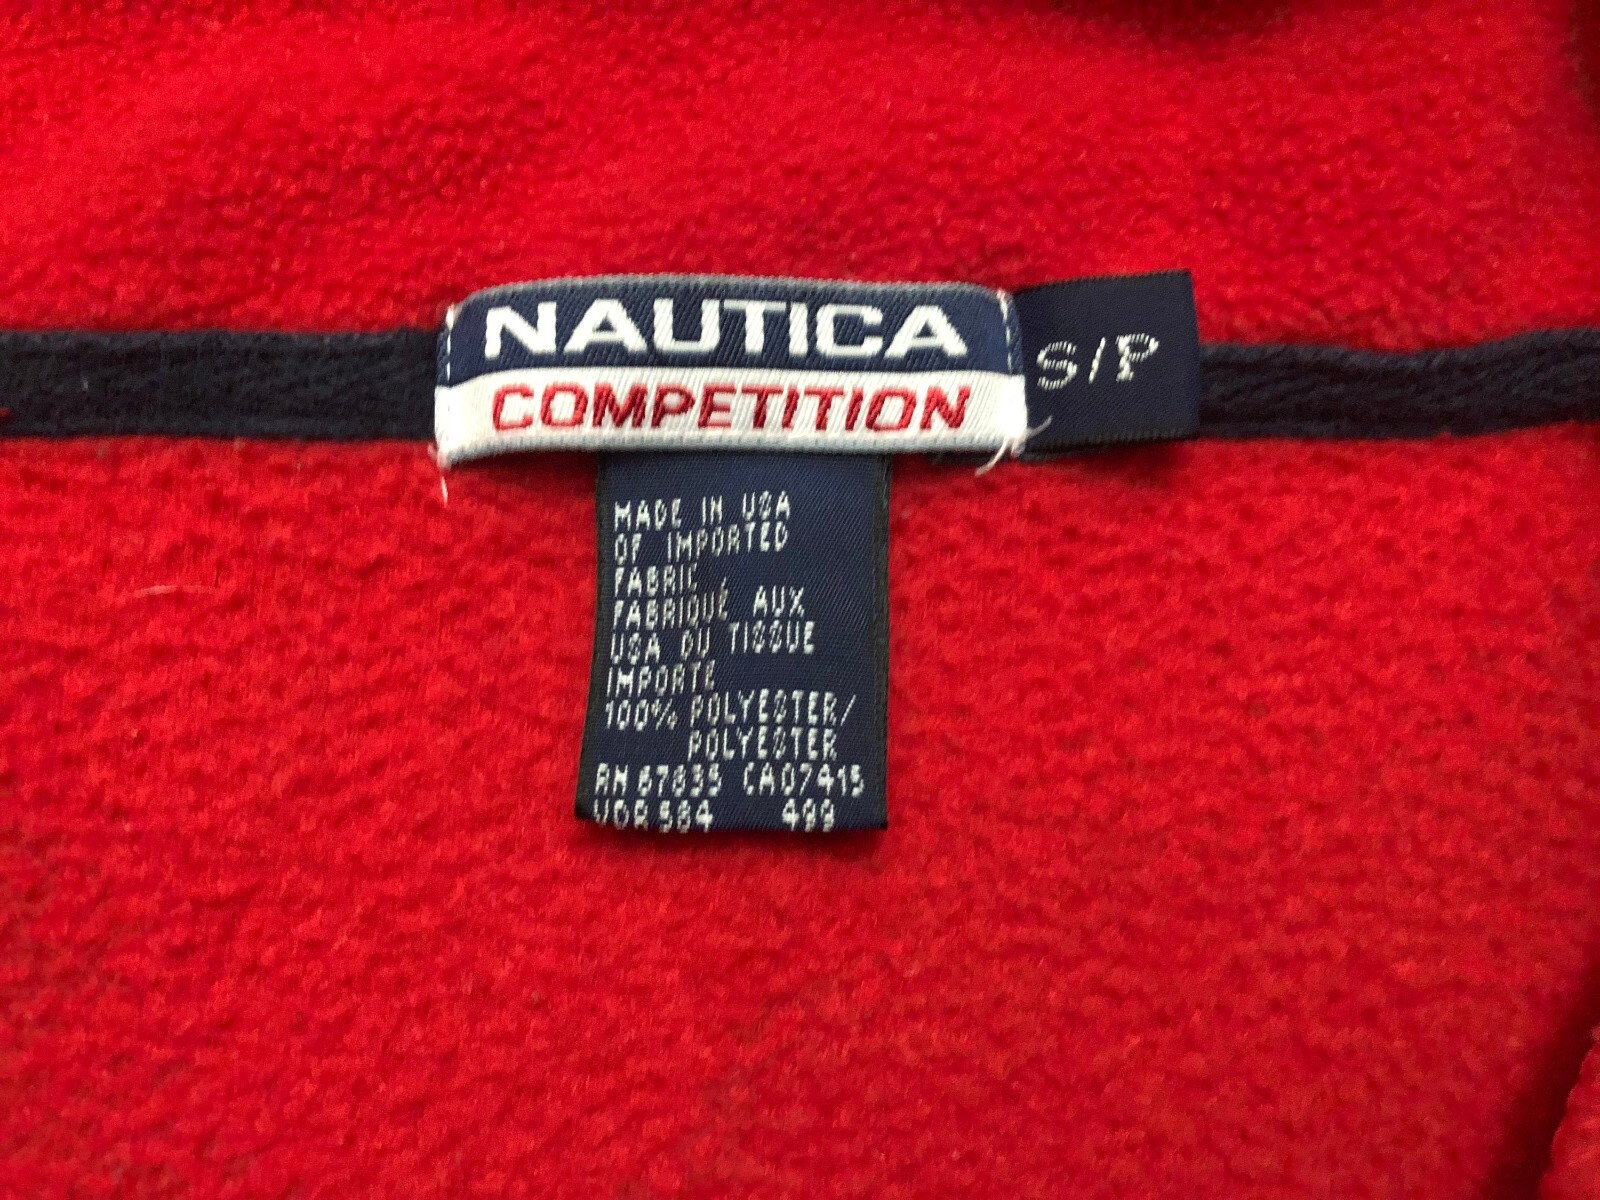 NAUTICA
COMPETITION
S/P
MADE IN USA
OF IMPORTED
FABRIC
FABRIQUÉ AUX
USA DU TISSUE
IMPORTE
100% POLYESTER/
POLYESTER
RN 67835 CA07415
VDR 584 499